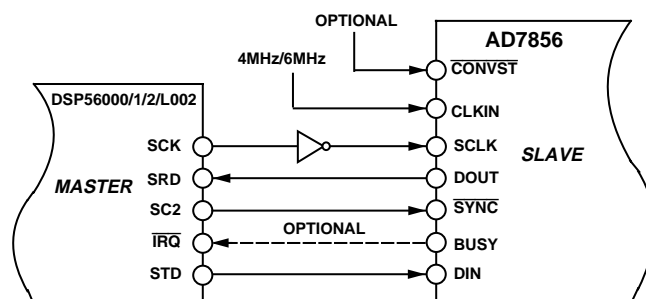 OPTIONAL
AD7856
4MHz/6MHz
CONVST
DSP56000/1/2/L002
CLKIN
SCK
SCLK
SLAVE
MASTER
SRD
DOUT
SC2
SYNC
OPTIONAL
IRQ
BUSY
STD
DIN